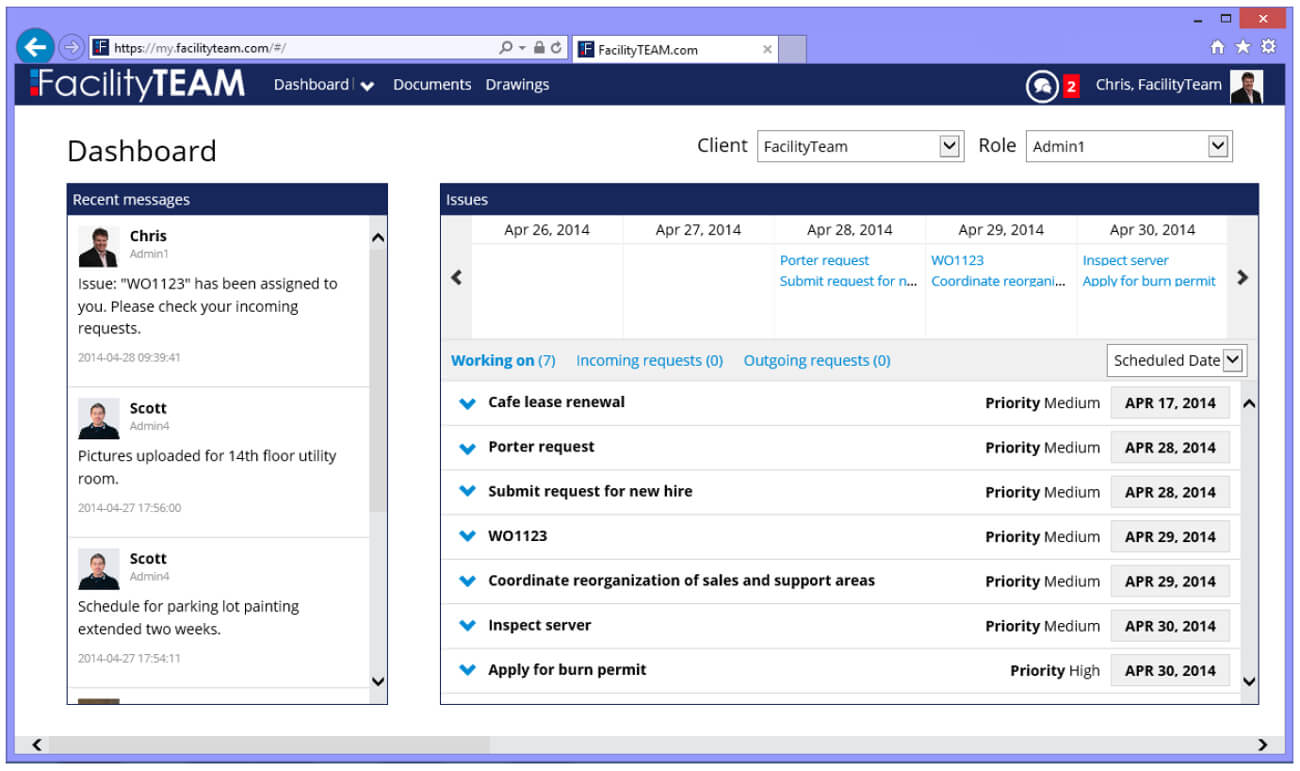 https://my.facilityteam.com/#/
FacilityTEAM.com
FacilityTEAM
Dashboard
Documents
Drawings
2
Chris, FacilityTeam
Dashboard
Client
FacilityTeam
Role
Admin1
Recent messages
Chris
Admin1
Issue: "WO1123" has been assigned to
you. Please check your incoming
requests.
2014-04-28 09:39:41
Scott
Admin4
Pictures uploaded for 14th floor utility
room.
2014-04-27 17:56:00
Scott
Admin4
Schedule for parking lot painting
extended two weeks.
2014-04-27 17:54:11
Issues
Apr 26, 2014
Apr 27, 2014
Apr 28, 2014
Apr 29, 2014
Apr 30, 2014
Porter request
Submit request for n...
WO1123
Coordinate reorgani...
Inspect server
Apply for burn permit
Working on (7)
Incoming requests (0)
Outgoing requests (0)
Scheduled Date
Cafe lease renewal Priority Medium APR 17, 2014
Porter request Priority Medium APR 28, 2014
Submit request for new hire Priority Medium APR 28, 2014
WO1123 Priority Medium APR 29, 2014
Coordinate reorganization of sales and support areas Priority Medium APR 29, 2014
Inspect server Priority Medium APR 30, 2014
Apply for burn permit Priority High APR 30, 2014